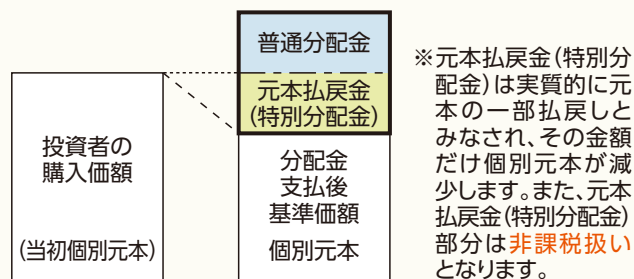 投資者の
購入価額
(当初個別元本)
普通分配金
元本払戻金
(特別分配金)
分配金
支払後
基準価額
個別元本
※元本払戻金(特別分
配金)は実質的に元
本の一部払戻しと
みなされ、その金額
だけ個別元本が減
少します。また、元本
払戻金(特別分配金)
部分は非課税扱い
となります。